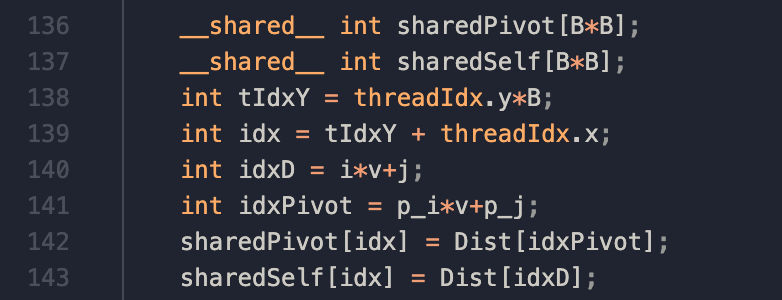 136 __shared__ int sharedPivot[B*B];
137 __shared__ int sharedSelf[B*B];
138 int tIdxY = threadIdx.y*B;
139 int idx = tIdxY + threadIdx.x;
140 int idxD = i*v+j;
141 int idxPivot = p_i*v+p_j;
142 sharedPivot[idx] = Dist[idxPivot];
143 sharedSelf[idx] = Dist[idxD];